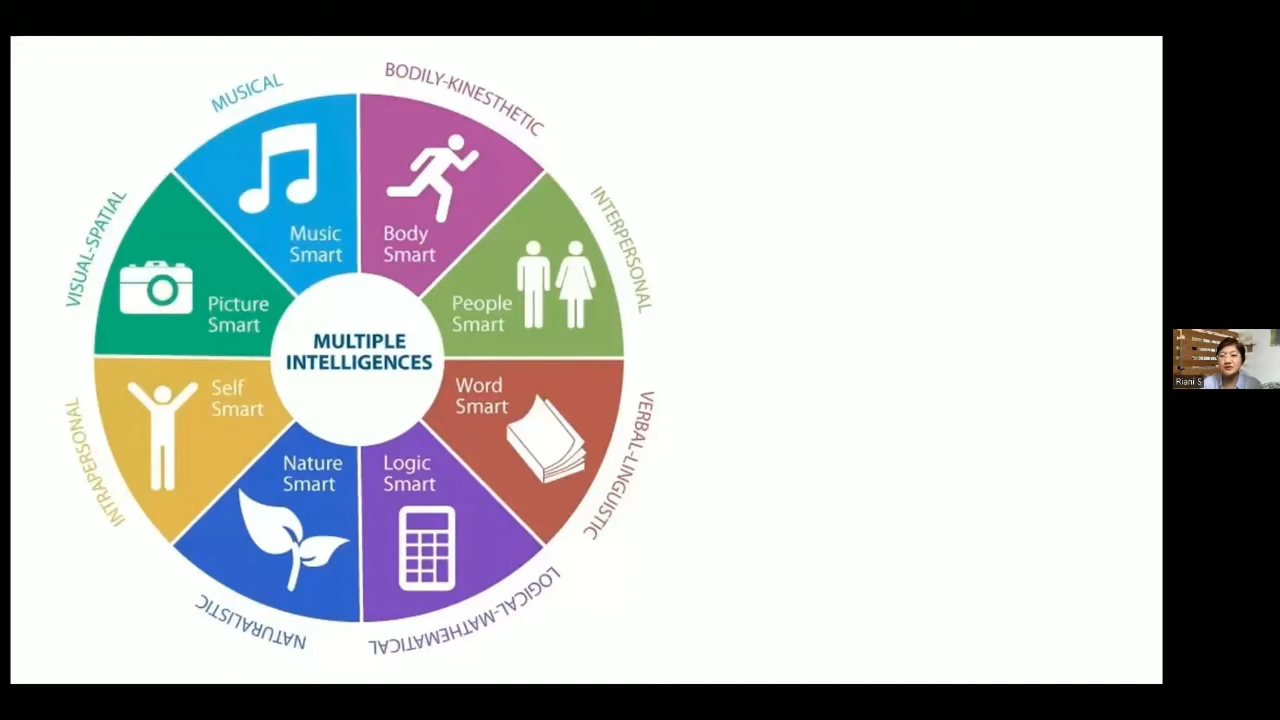 MUSICAL
BODILY-KINESTHETIC
INTERPERSONAL
VERBAL-LINGUISTIC
LOGICAL-MATHEMATICAL
NATURALISTIC
INTRAPERSONAL
VISUAL-SPATIAL
Music
Smart
Body
Smart
People
Smart
Word
Smart
Logic
Smart
Nature
Smart
Self
Smart
Picture
Smart
MULTIPLE
INTELLIGENCES
Riani S